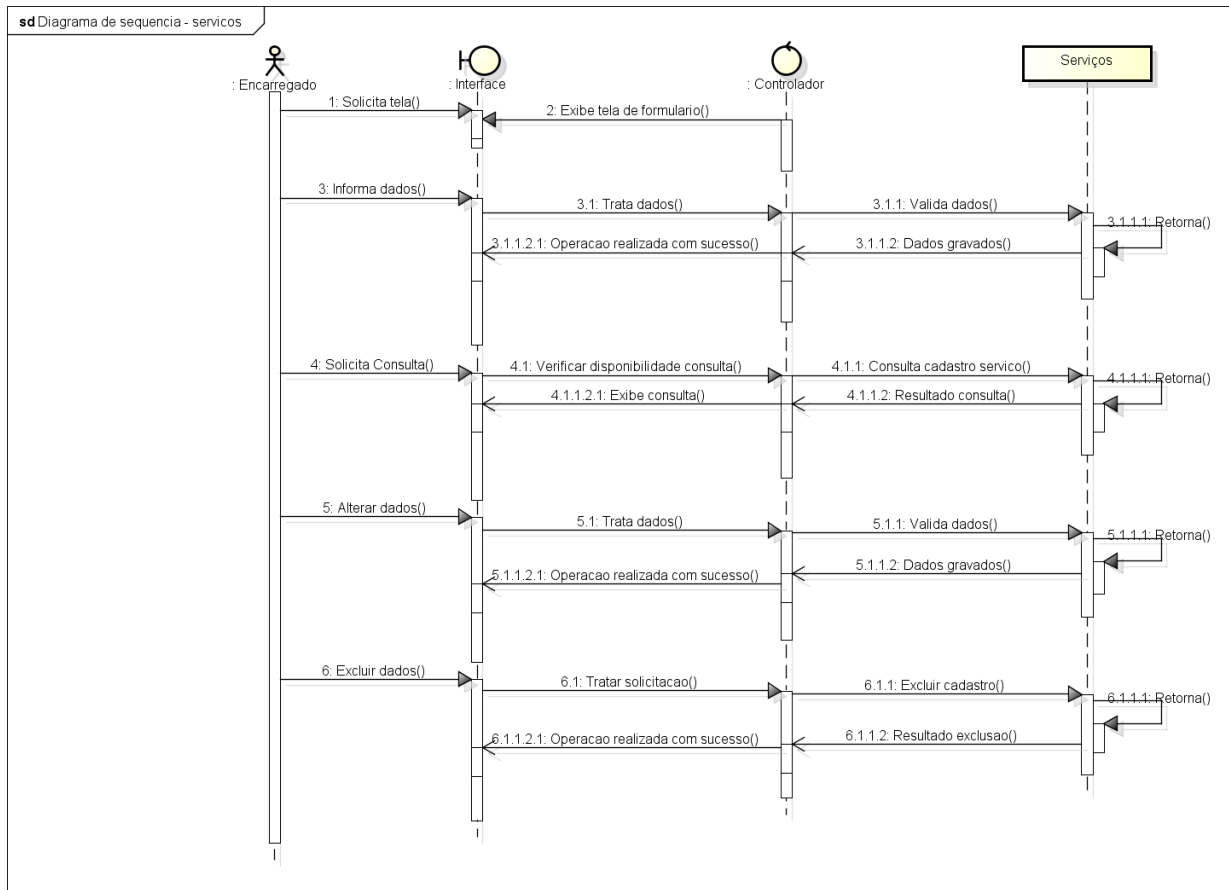 sd Diagrama de sequencia - servicos
: Encarregado
: Interface
: Controlador
Serviços
1: Solicita tela()
2: Exibe tela de formulario()
3: Informa dados()
3.1: Trata dados()
3.1.1: Valida dados()
3.1.1.1: Retorna()
3.1.1.2.1: Operacao realizada com sucesso()
3.1.1.2: Dados gravados()
4: Solicita Consulta()
4.1: Verificar disponibilidade consulta()
4.1.1: Consulta cadastro servico()
4.1.1.1: Retorna()
4.1.1.2.1: Exibe consulta()
4.1.1.2: Resultado consulta()
5: Alterar dados()
5.1: Trata dados()
5.1.1: Valida dados()
5.1.1.1: Retorna()
5.1.1.2.1: Operacao realizada com sucesso()
5.1.1.2: Dados gravados()
6: Excluir dados()
6.1: Tratar solicitacao()
6.1.1: Excluir cadastro()
6.1.1.1: Retorna()
6.1.1.2.1: Operacao realizada com sucesso()
6.1.1.2: Resultado exclusao()